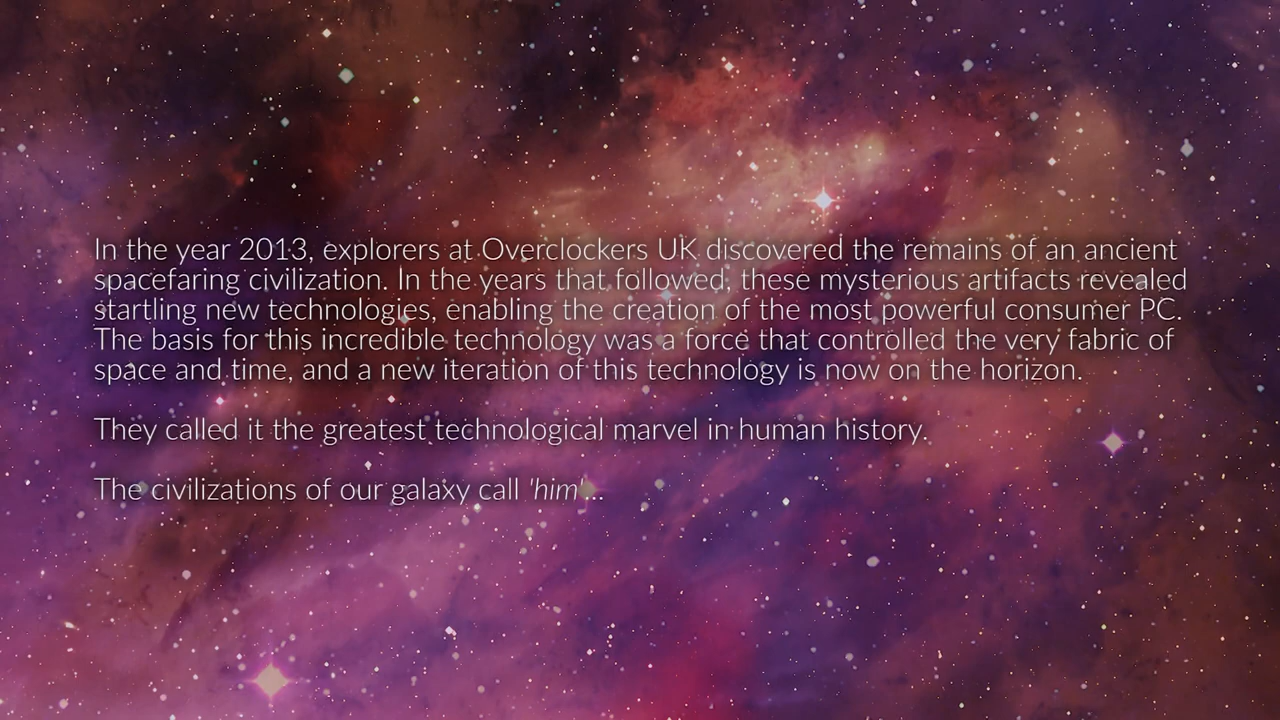 In the year 2013, explorers at Overclockers UK discovered the remains of an ancient
spacefaring civilization. In the years that followed, these mysterious artifacts revealed
startling new technologies, enabling the creation of the most powerful consumer PC.
The basis for this incredible technology was a force that controlled the very fabric of
space and time, and a new iteration of this technology is now on the horizon.
They called it the greatest technological marvel in human history.
The civilizations of our galaxy call 'him'...